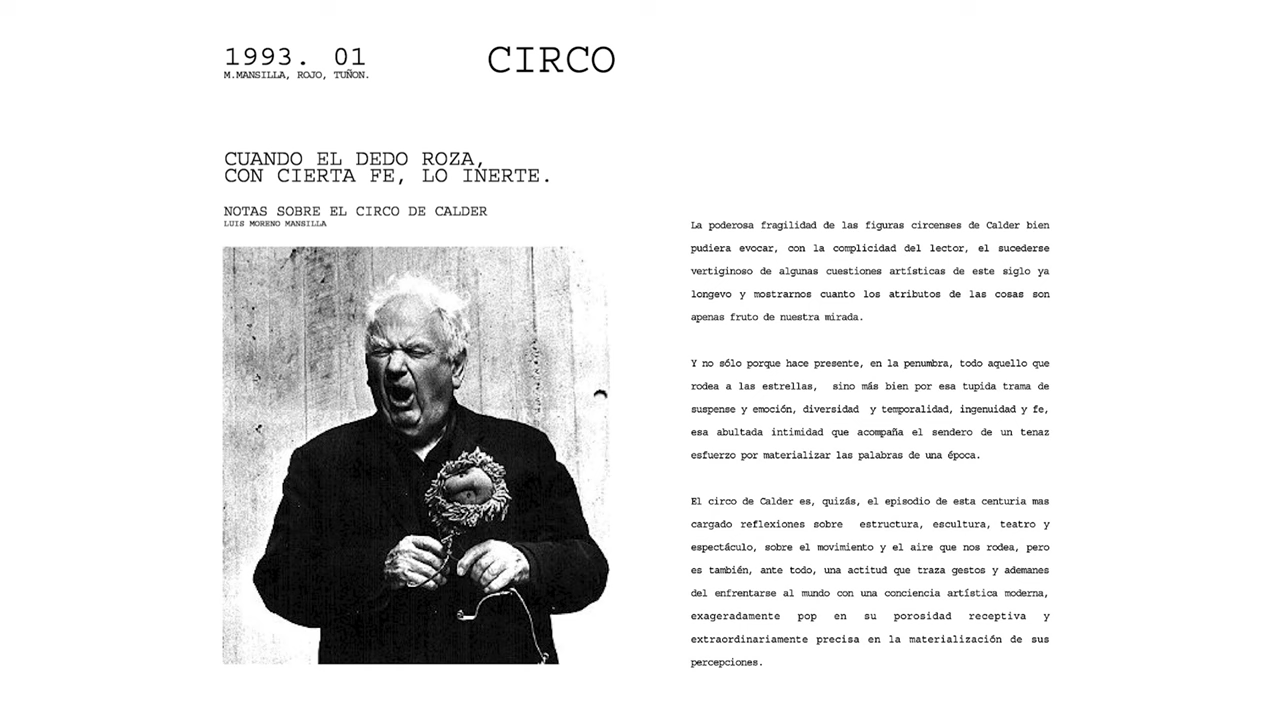 1993. 01
M.MANSILLA, ROJO, TUÑON.
CIRCO
CUANDO EL DEDO ROZA,
CON CIERTA FE, LO INERTE.
NOTAS SOBRE EL CIRCO DE CALDER
LUIS MORENO MANSILLA
La poderosa fragilidad de las figuras circenses de Calder bien
pudiera evocar, con la complicidad del lector, el sucederse
vertiginoso de algunas cuestiones artísticas de este siglo ya
longevo y mostrarnos cuanto los atributos de las cosas son
apenas fruto de nuestra mirada.
Y no sólo porque hace presente, en la penumbra, todo aquello que
rodea a las estrellas, sino más bien por esa tupida trama de
suspense y emoción, diversidad y temporalidad, ingenuidad y fe,
esa abultada intimidad que acompaña el sendero de un tenaz
esfuerzo por materializar las palabras de una época.
El circo de Calder es, quizás, el episodio de esta centuria mas
cargado reflexiones sobre estructura, escultura, teatro y
espectáculo, sobre el movimiento y el aire que nos rodea, pero
es también, ante todo, una actitud que traza gestos y ademanes
del enfrentarse al mundo con una conciencia artística moderna,
exageradamente pop en su porosidad receptiva y
extraordinariamente precisa en la materialización de sus
percepciones.